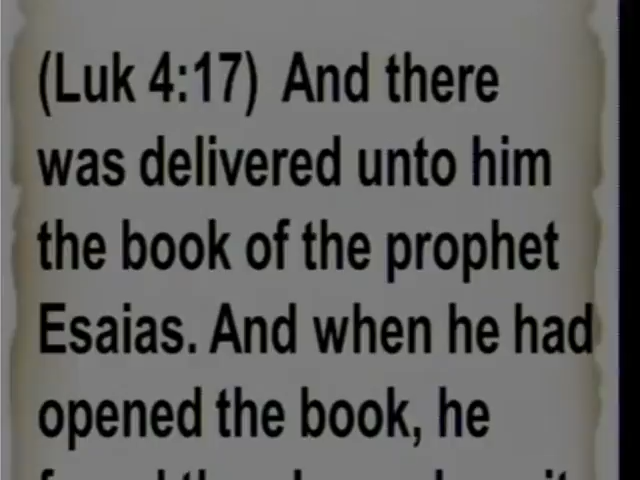 (Luk 4:17) And there
was delivered unto him
the book of the prophet
Esaias. And when he had
opened the book, he